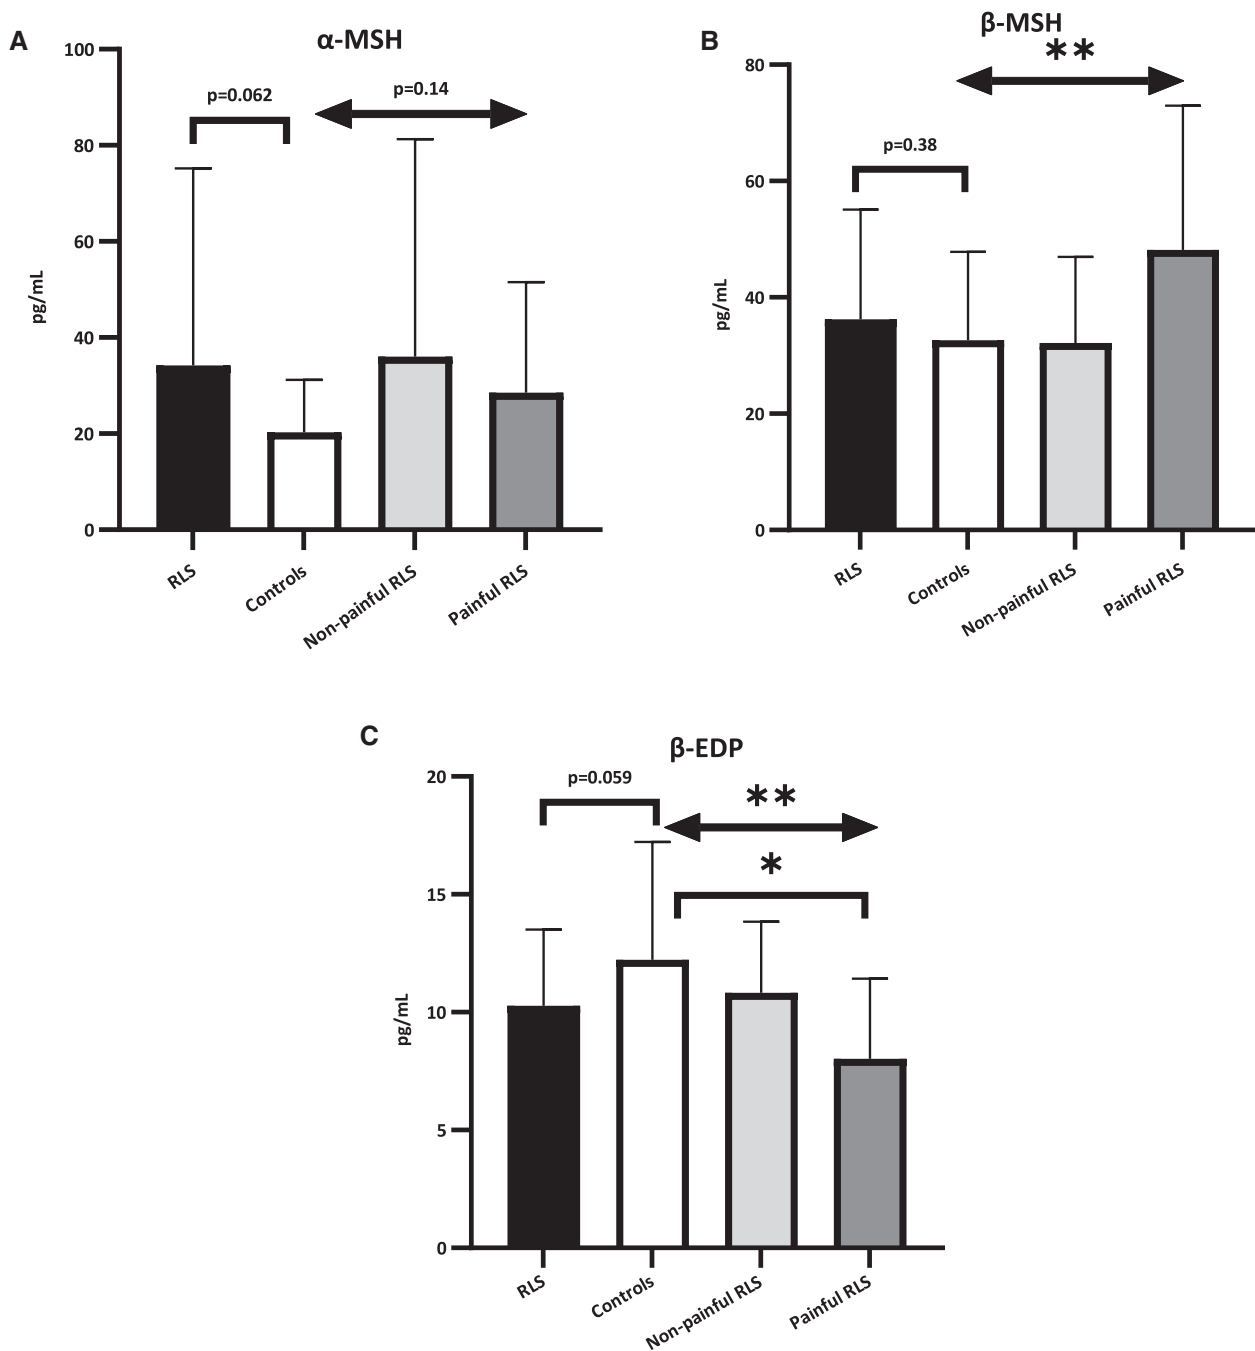 A
α-MSH
100
80
60
40
20
0
pg/mL
p=0.062
p=0.14
RLS
Controls
Non-painful RLS
Painful RLS
B
β-MSH
**
80
60
40
20
0
pg/mL
p=0.38
RLS
Controls
Non-painful RLS
Painful RLS
C
β-EDP
20
15
10
5
0
pg/mL
p=0.059
**
*
RLS
Controls
Non-painful RLS
Painful RLS